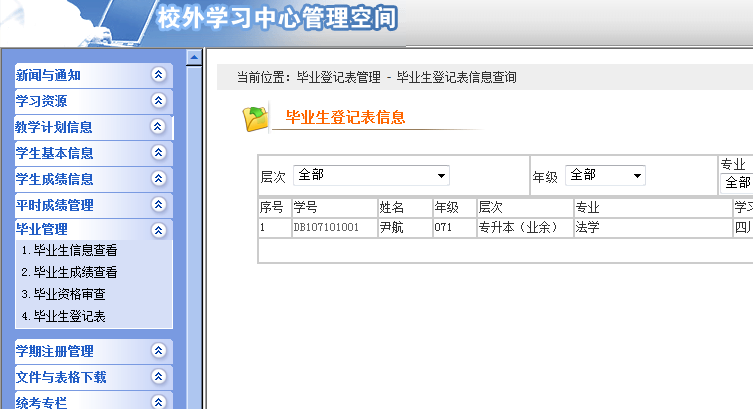 校外学习中心管理空间
新闻与通知
学习资源
教学计划信息
学生基本信息
学生成绩信息
平时成绩管理
毕业管理
1. 毕业生信息查看
2. 毕业生成绩查看
3. 毕业资格审查
4. 毕业生登记表
学期注册管理
文件与表格下载
统考专栏
当前位置：毕业登记表管理 - 毕业生登记表信息查询
毕业生登记表信息
层次 全部 年级 全部 专业 全部
序号 学号 姓名 年级 层次 专业 学习
1 DB107101001 尹航 071 专升本（业余） 法学 四川